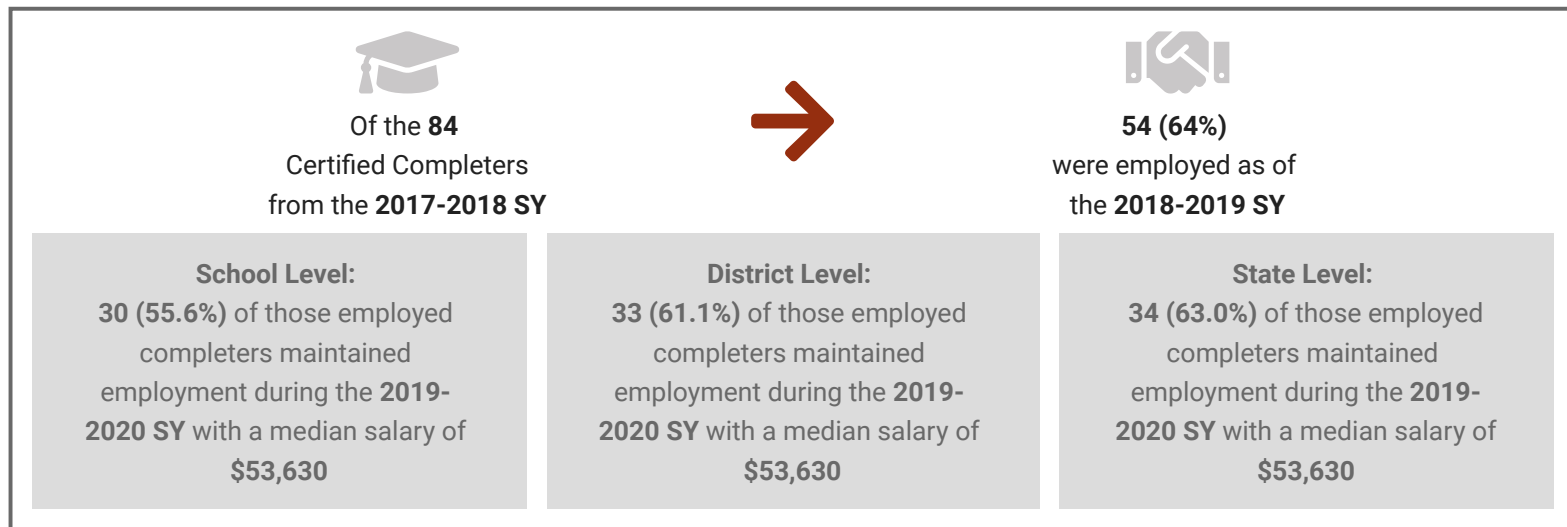 Of the 84
Certified Completers
from the 2017-2018 SY
54 (64%)
were employed as of
the 2018-2019 SY
School Level:
30 (55.6%) of those employed
completers maintained
employment during the 2019-
2020 SY with a median salary of
$53,630
District Level:
33 (61.1%) of those employed
completers maintained
employment during the 2019-
2020 SY with a median salary of
$53,630
State Level:
34 (63.0%) of those employed
completers maintained
employment during the 2019-
2020 SY with a median salary of
$53,630